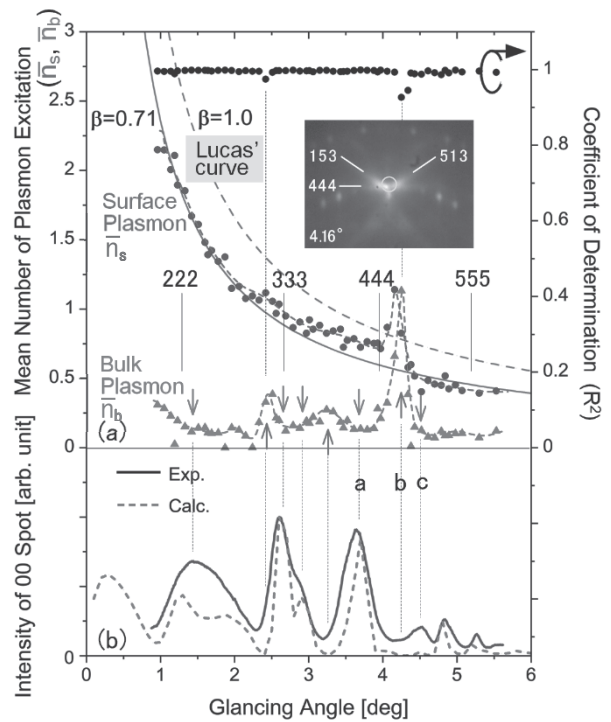 3
2.5
2
1.5
1
0.5
0
Mean Number of Plasmon Excitation
(n̅s, n̅b)
1
0.8
0.6
0.4
0.2
0
Coefficient of Determination
(R²)
β=0.71
β=1.0
Lucas'
curve
153
513
444
4.16°
Surface
Plasmon
n̅s
222
333
444
555
Bulk
Plasmon
n̅b
(a)
Intensity of 00 Spot [arb. unit]
Exp.
Calc.
a
b
c
(b)
0
0
1
2
3
4
5
6
Glancing Angle [deg]